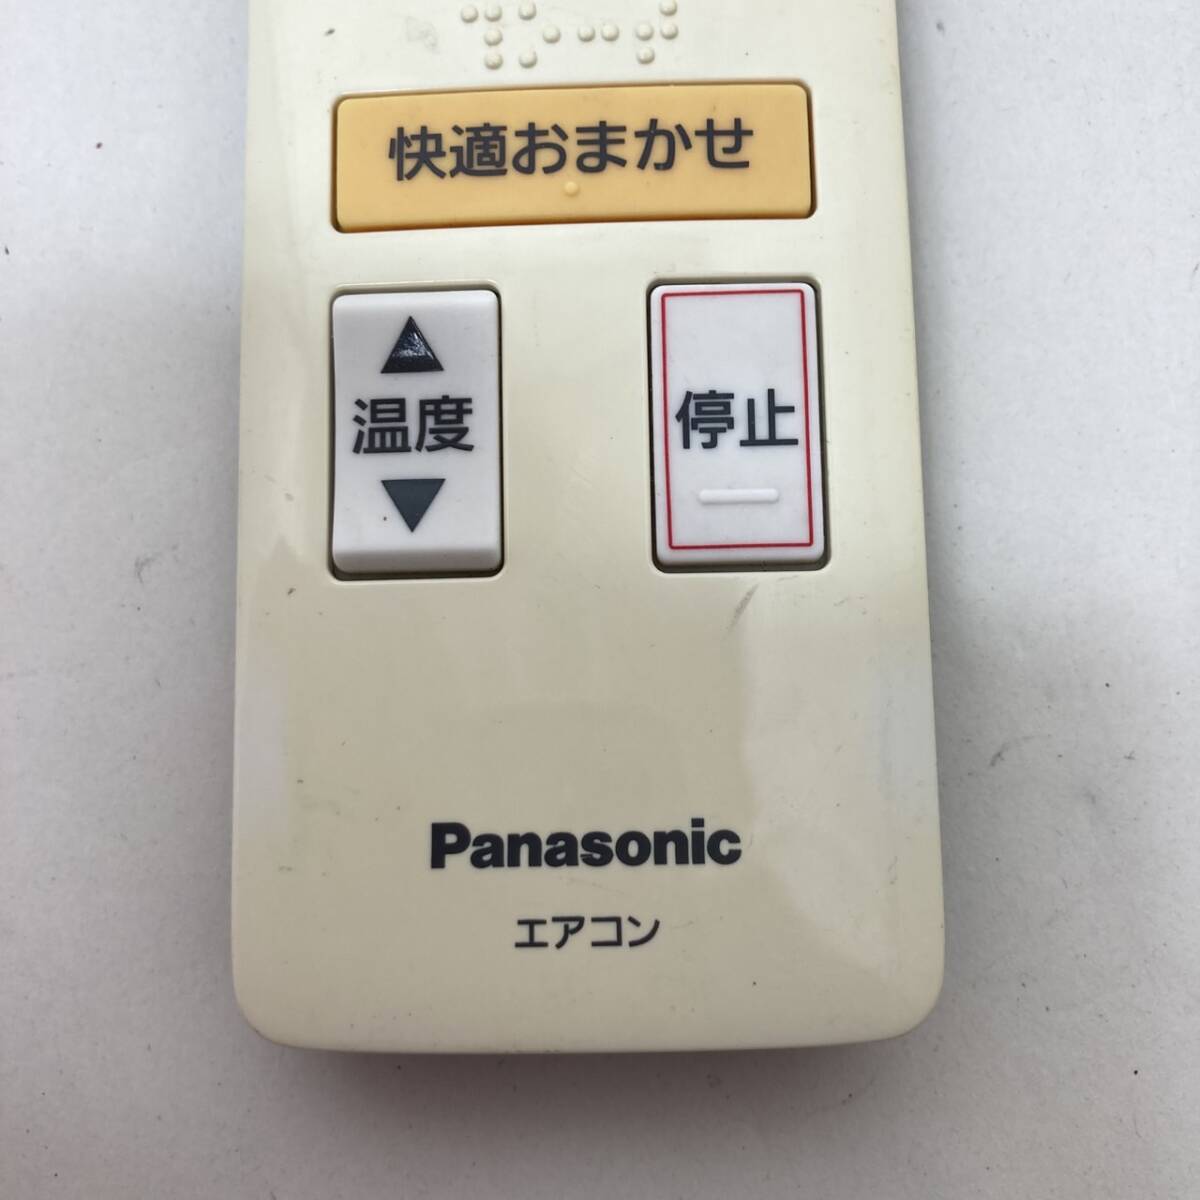 快適おまかせ
▲
温度
▼
停止
Panasonic
エアコン